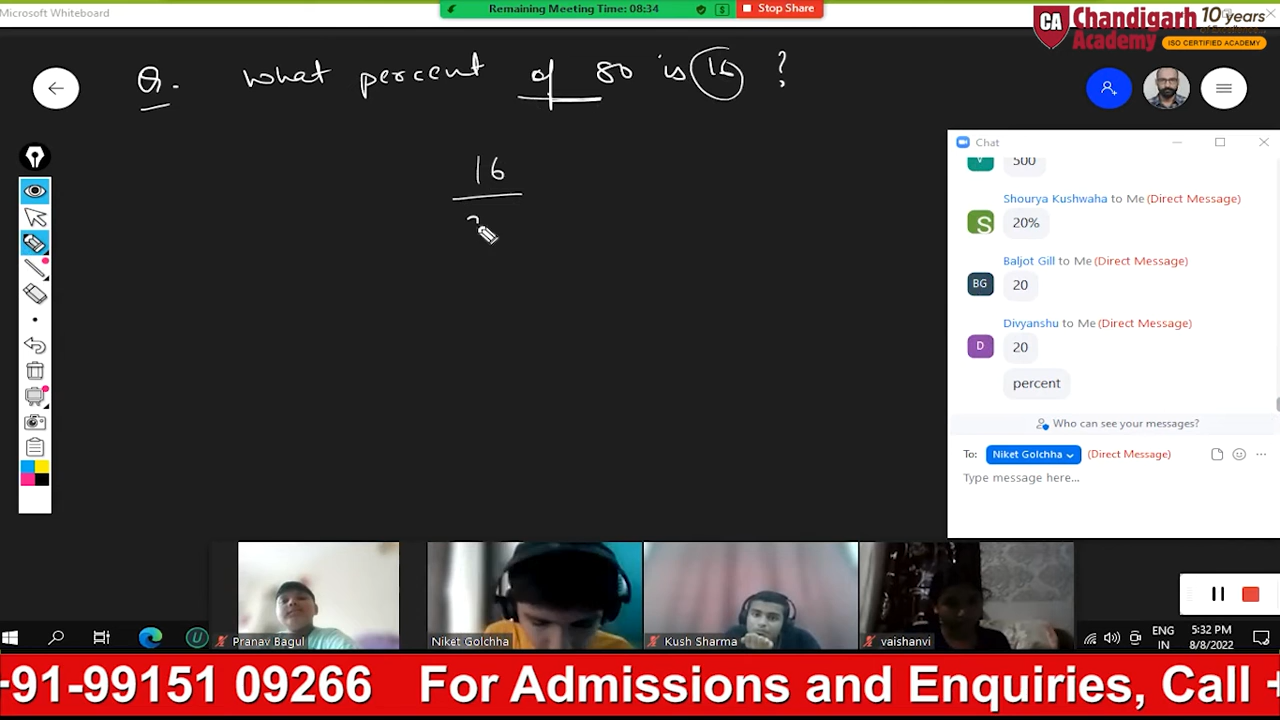 Microsoft Whiteboard
Remaining Meeting Time: 08:34
$
Stop Share
CA
Chandigarh
Academy
10 years
ISO CERTIFIED ACADEMY
Q. What percent of 80 is 16 ?
16
Chat
500
Shourya Kushwaha to Me (Direct Message)
S
20%
Baljot Gill to Me (Direct Message)
BG
20
Divyanshu to Me (Direct Message)
D
20
percent
Who can see your messages?
To: Niket Golchha (Direct Message)
Type message here...
Pranav Bagul
Niket Golchha
Kush Sharma
vaishanvi
ENG
IN
5:32 PM
8/8/2022
+91-99151 09266 For Admissions and Enquiries, Call +